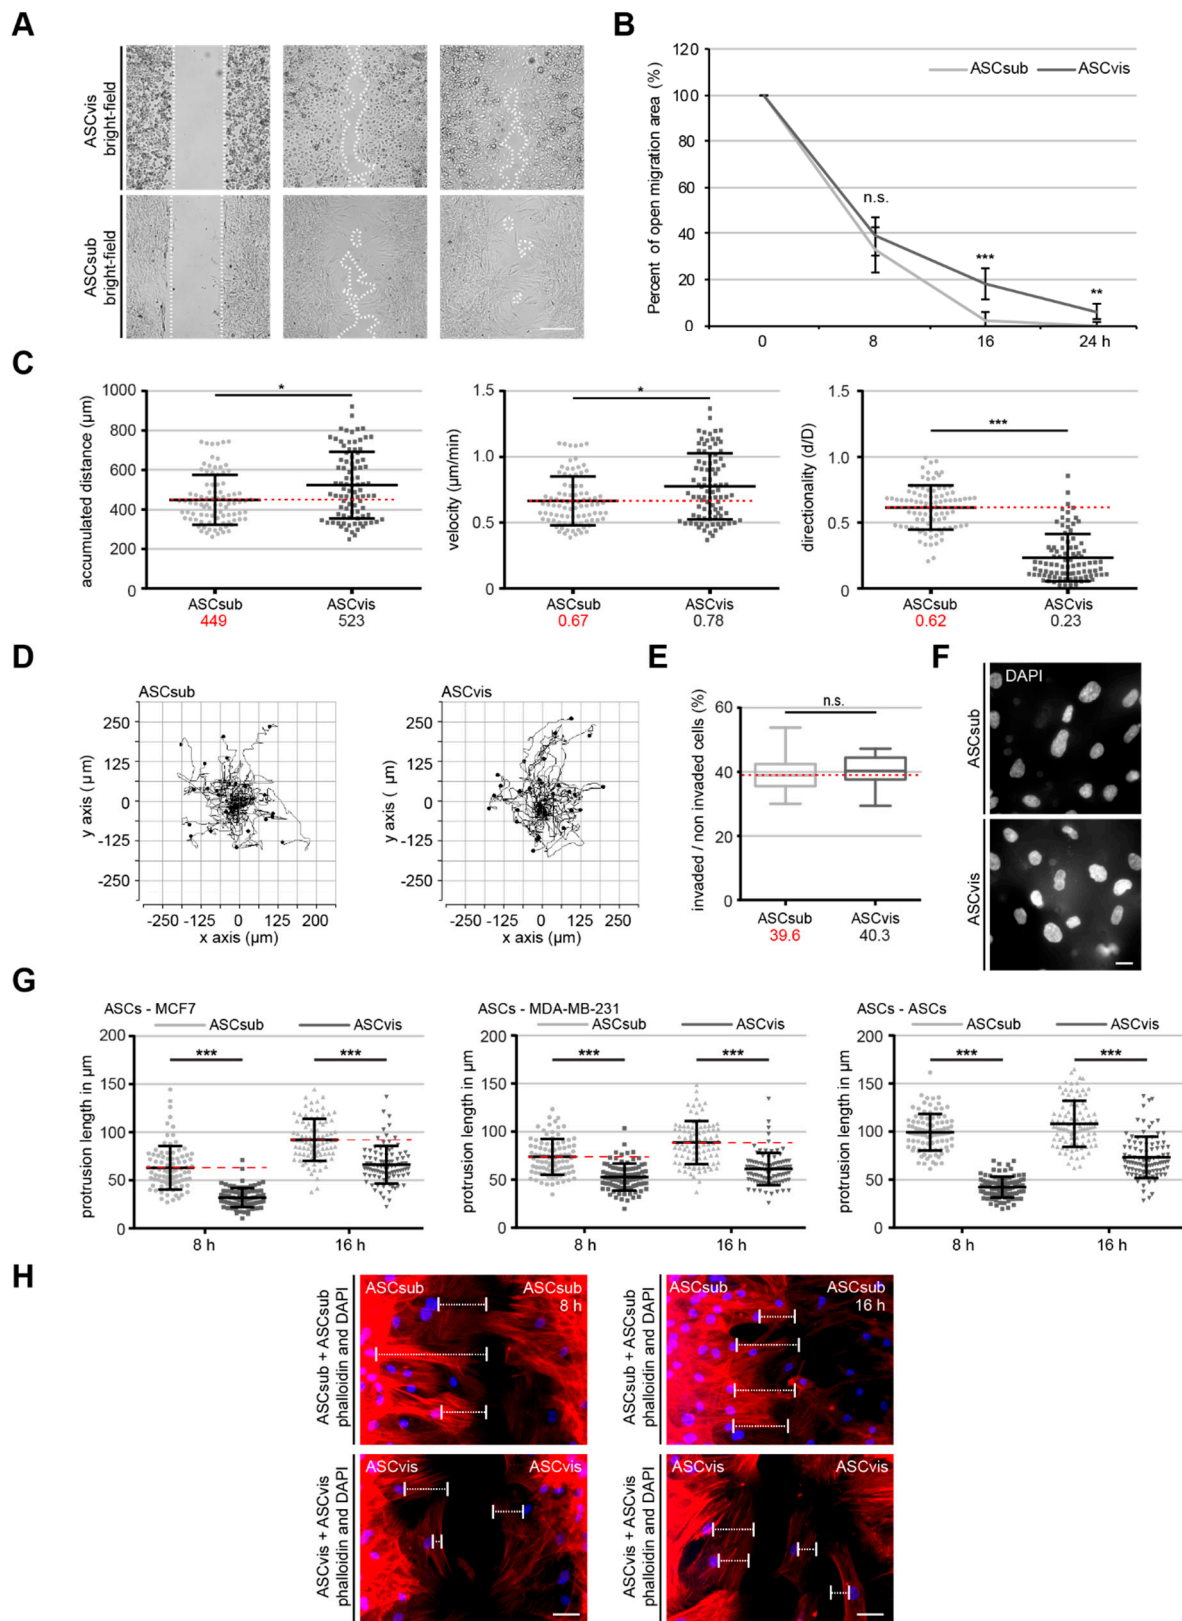 A
ASCvis
bright-field
ASCsub
bright-field
B
Percent of open migration area (%)
120
100
80
60
40
20
0
ASCsub
ASCvis
n.s.
***
**
0
8
16
24 h
C
accumulated distance (µm)
1000
800
600
400
200
0
*
ASCsub
ASCvis
449
523
velocity (µm/min)
1.5
1.0
0.5
0
*
ASCsub
ASCvis
0.67
0.78
directionality (d/D)
1.5
1.0
0.5
0
***
ASCsub
ASCvis
0.62
0.23
D
ASCsub
y axis (µm)
250
125
0
-125
-250
-250
-125
0
125
250
x axis (µm)
ASCvis
y axis ( µm)
250
125
0
-125
-250
-250
-125
0
125
250
x axis (µm)
E
invaded / non invaded cells (%)
60
40
20
0
n.s.
ASCsub
ASCvis
39.6
40.3
F
DAPI
ASCsub
ASCvis
G
ASCs - MCF7
ASCsub
ASCvis
protrusion length in µm
200
150
100
50
0
***
***
8 h
16 h
ASCs - MDA-MB-231
ASCsub
ASCvis
protrusion length in µm
200
150
100
50
0
***
***
8 h
16 h
ASCs - ASCs
ASCsub
ASCvis
protrusion length in µm
200
150
100
50
0
***
***
8 h
16 h
H
ASCsub + ASCsub
phalloidin and DAPI
ASCsub
ASCsub
8 h
ASCsub + ASCsub
phalloidin and DAPI
ASCsub
ASCsub
16 h
ASCvis + ASCvis
phalloidin and DAPI
ASCvis
ASCvis
ASCvis + ASCvis
phalloidin and DAPI
ASCvis
ASCvis